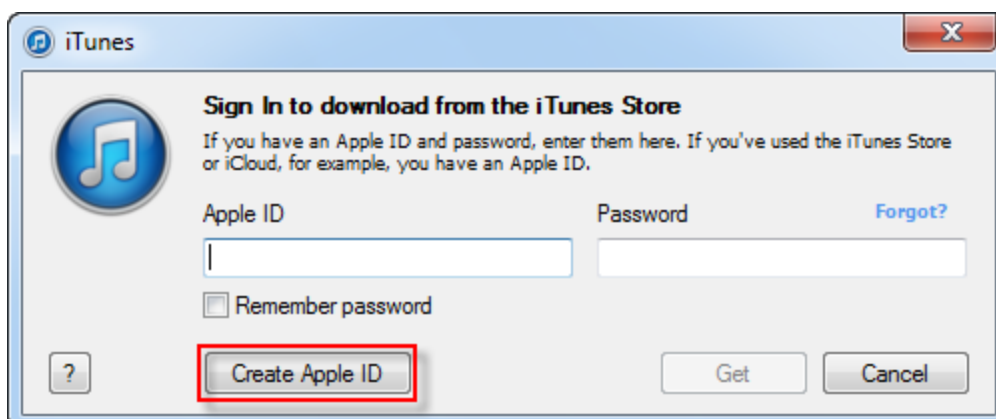 iTunes
Sign In to download from the iTunes Store
If you have an Apple ID and password, enter them here. If you've used the iTunes Store
or iCloud, for example, you have an Apple ID.
Apple ID
Password
Forgot?
Remember password
?
Create Apple ID
Get
Cancel